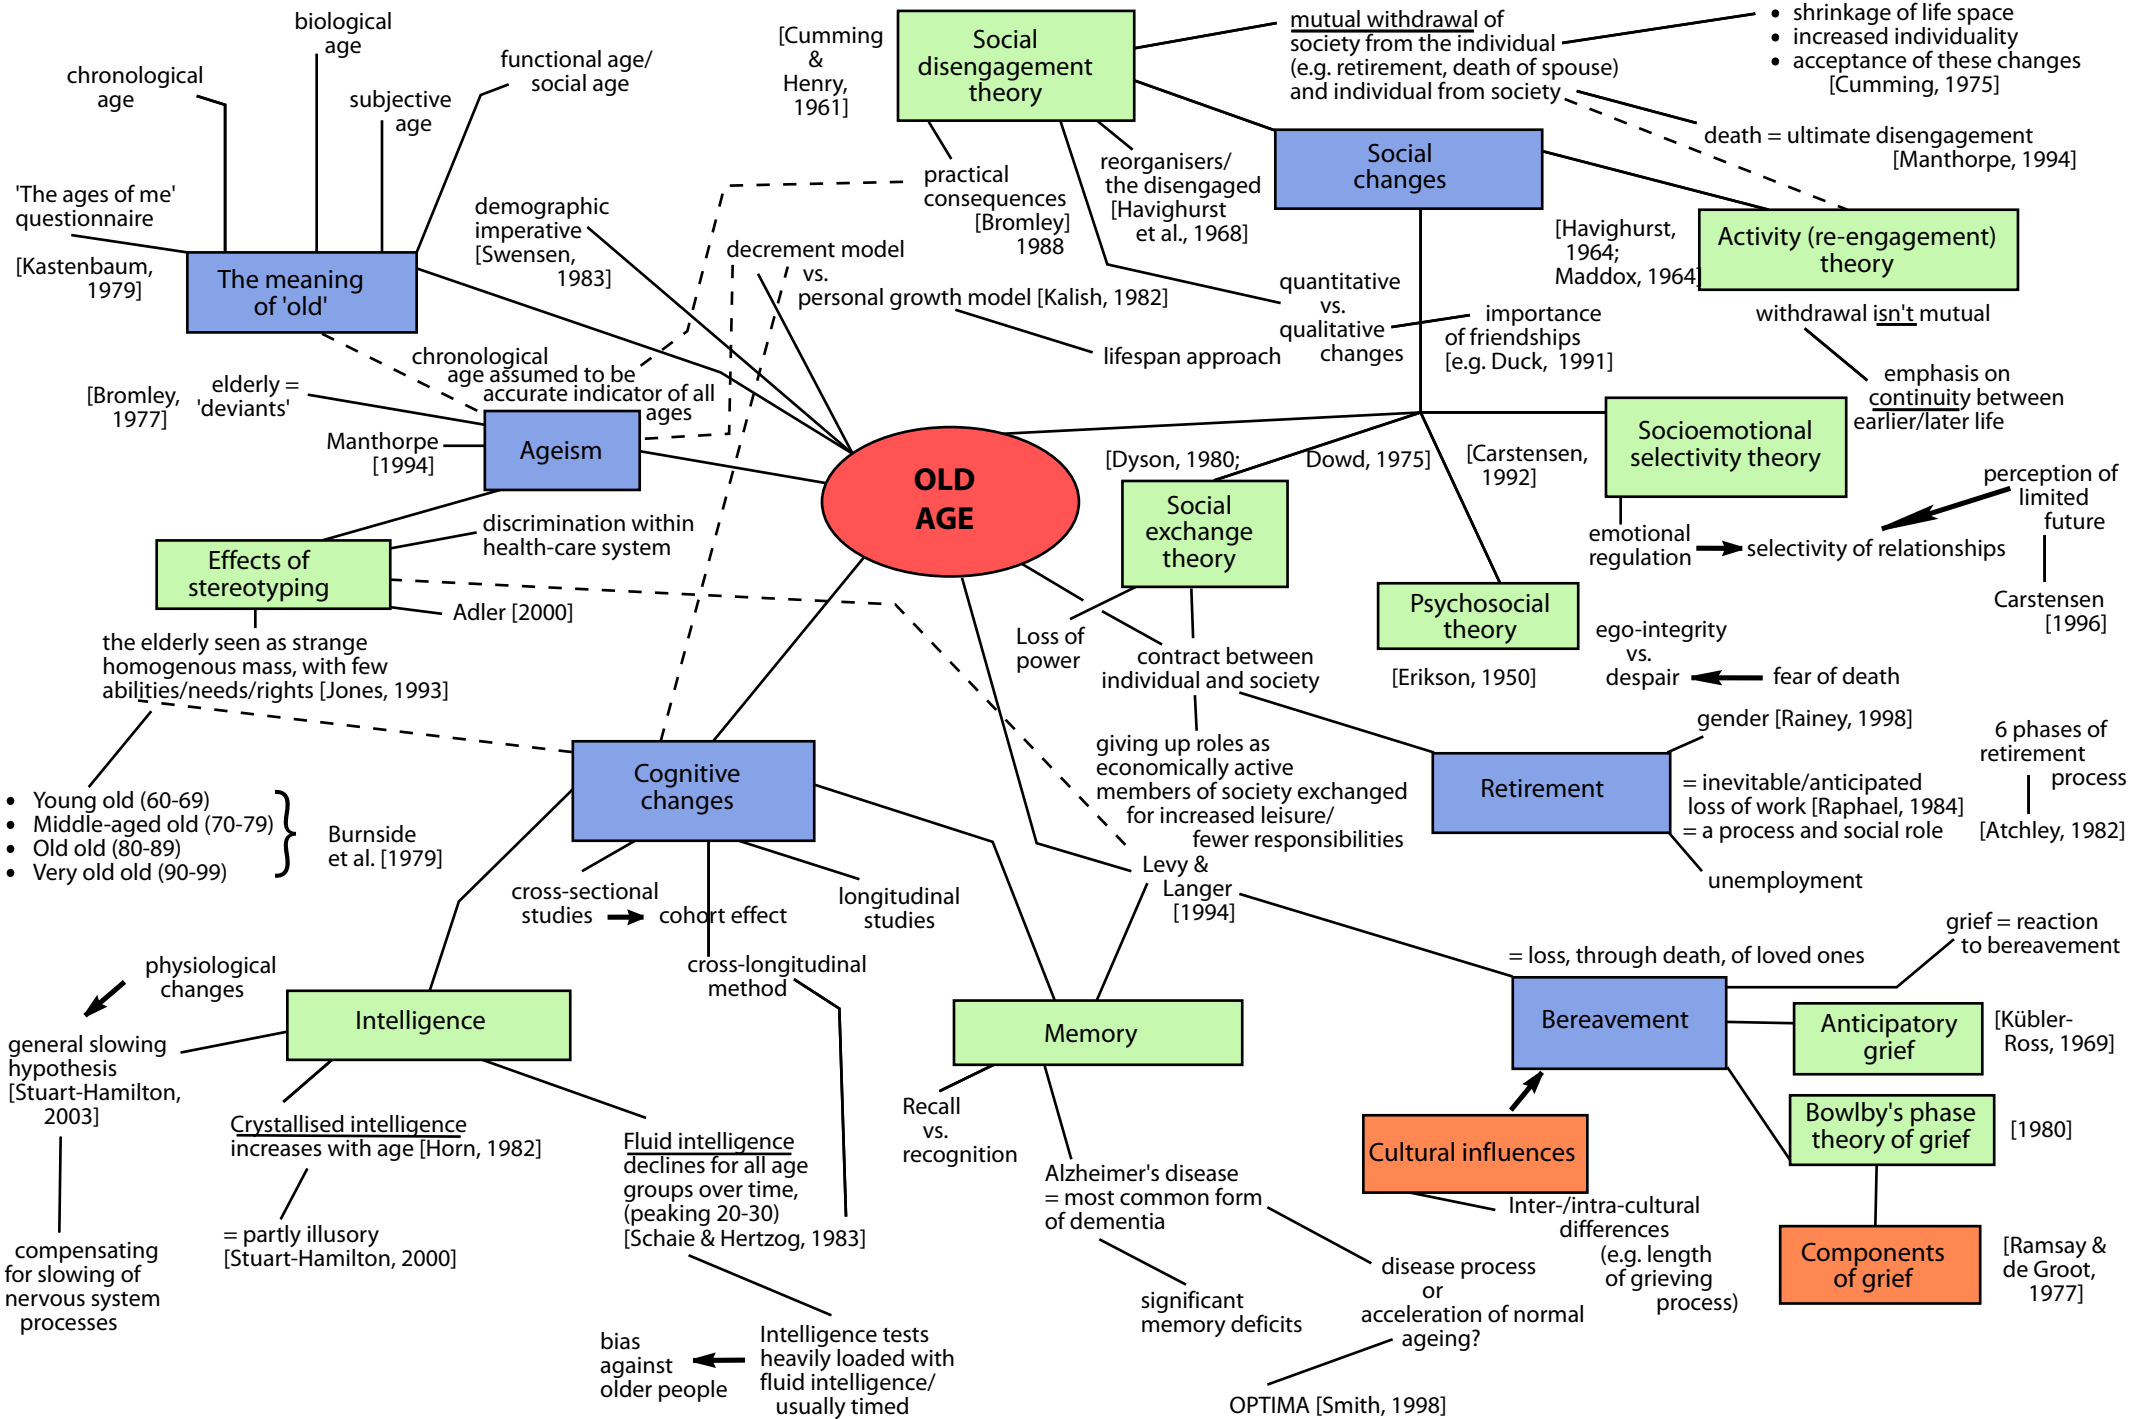 biological
age
chronological
age
functional age/
social age
subjective
age
'The ages of me'
questionnaire
[Kastenbaum,
1979]
The meaning
of 'old'
demographic
imperative
[Swensen,
1983]
decrement model
vs.
personal growth model [Kalish, 1982]
lifespan approach
chronological
age assumed to be
accurate indicator of all
ages
[Bromley,
1977]
elderly =
'deviants'
Manthorpe
[1994]
Ageism
Effects of
stereotyping
discrimination within
health-care system
Adler [2000]
the elderly seen as strange
homogenous mass, with few
abilities/needs/rights [Jones, 1993]
• Young old (60-69)
• Middle-aged old (70-79)
• Old old (80-89)
• Very old old (90-99)
Burnside
et al. [1979]
[Cumming
&
Henry,
1961]
Social
disengagement
theory
mutual withdrawal of
society from the individual
(e.g. retirement, death of spouse)
and individual from society
• shrinkage of life space
• increased individuality
• acceptance of these changes
[Cumming, 1975]
death = ultimate disengagement
[Manthorpe, 1994]
practical
consequences
[Bromley]
1988
reorganisers/
the disengaged
[Havighurst
et al., 1968]
Social
changes
quantitative
vs.
qualitative
changes
importance
of friendships
[e.g. Duck, 1991]
[Havighurst,
1964;
Maddox, 1964]
Activity (re-engagement)
theory
withdrawal isn't mutual
emphasis on
continuity between
earlier/later life
OLD
AGE
[Dyson, 1980;
Dowd, 1975]
Social
exchange
theory
[Carstensen,
1992]
Socioemotional
selectivity theory
emotional
regulation
selectivity of relationships
perception of
limited
future
Carstensen
[1996]
Loss of
power
contract between
individual and society
giving up roles as
economically active
members of society exchanged
for increased leisure/
fewer responsibilities
Psychosocial
theory
[Erikson, 1950]
ego-integrity
vs.
despair
fear of death
Retirement
gender [Rainey, 1998]
= inevitable/anticipated
loss of work [Raphael, 1984]
= a process and social role
unemployment
6 phases of
retirement
process
[Atchley, 1982]
Cognitive
changes
cross-sectional
studies
cohort effect
longitudinal
studies
cross-longitudinal
method
Levy &
Langer
[1994]
physiological
changes
Intelligence
general slowing
hypothesis
[Stuart-Hamilton,
2003]
compensating
for slowing of
nervous system
processes
Crystallised intelligence
increases with age [Horn, 1982]
= partly illusory
[Stuart-Hamilton, 2000]
Fluid intelligence
declines for all age
groups over time,
(peaking 20-30)
[Schaie & Hertzog, 1983]
Intelligence tests
heavily loaded with
fluid intelligence/
usually timed
bias
against
older people
Memory
Recall
vs.
recognition
Alzheimer's disease
= most common form
of dementia
significant
memory deficits
disease process
or
acceleration of normal
ageing?
OPTIMA [Smith, 1998]
= loss, through death, of loved ones
grief = reaction
to bereavement
Bereavement
Anticipatory
grief
[Kübler-
Ross, 1969]
Bowlby's phase
theory of grief
[1980]
Cultural influences
Inter-/intra-cultural
differences
(e.g. length
of grieving
process)
Components
of grief
[Ramsay &
de Groot,
1977]